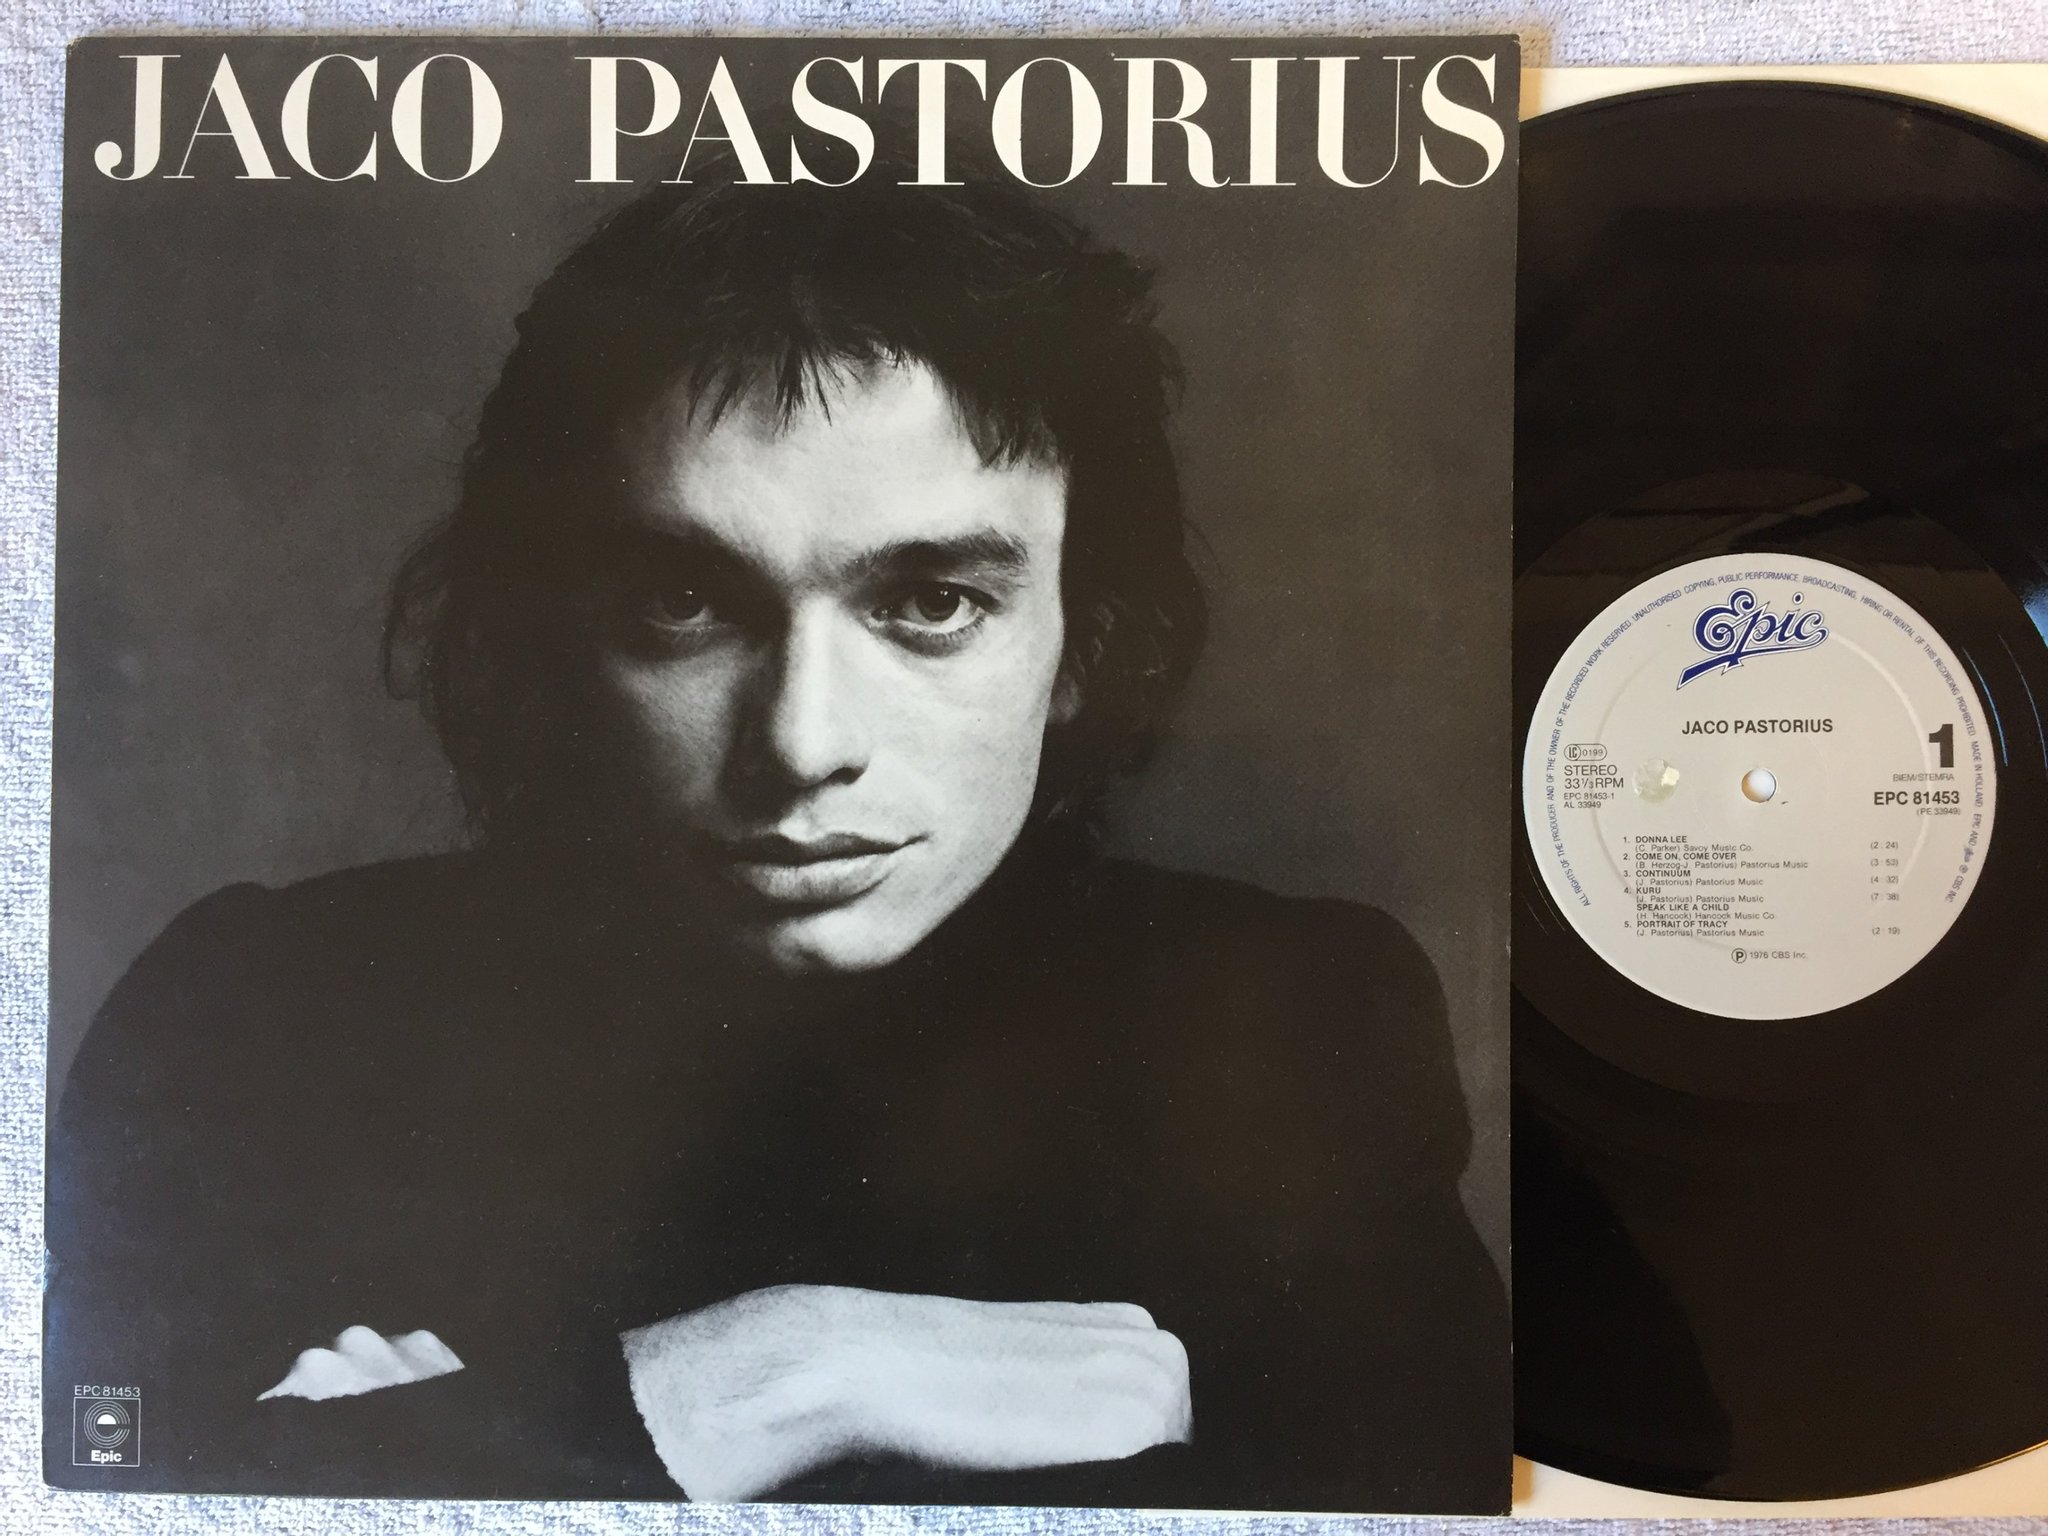 JACO PASTORIUS
EPC 81453
Epic
ALL RIGHTS OF THE PRODUCER AND OF THE OWNER OF THE RECORDED WORK RESERVED. UNAUTHORISED COPYING, PUBLIC PERFORMANCE, BROADCASTING, HIRING OR RENTAL OF THIS RECORDING PROHIBITED. MADE IN HOLLAND. EPIC AND ℗ CBS INC.
Epic
JACO PASTORIUS
1
LC 0199
STEREO
33 1/3 RPM
EPC 81453-1
AL 33949
BIEM/STEMRA
EPC 81453
(PE 33949)
1. DONNA LEE
(C. Parker) Savoy Music Co. (2 : 24)
2. COME ON, COME OVER
(B. Herzog-J. Pastorius) Pastorius Music (3 : 53)
3. CONTINUUM
(J. Pastorius) Pastorius Music (4 : 32)
4. KURU
(J. Pastorius) Pastorius Music (7 : 38)
SPEAK LIKE A CHILD
(H. Hancock) Hancock Music Co.
5. PORTRAIT OF TRACY
(J. Pastorius) Pastorius Music (2 : 19)
℗ 1976 CBS Inc.